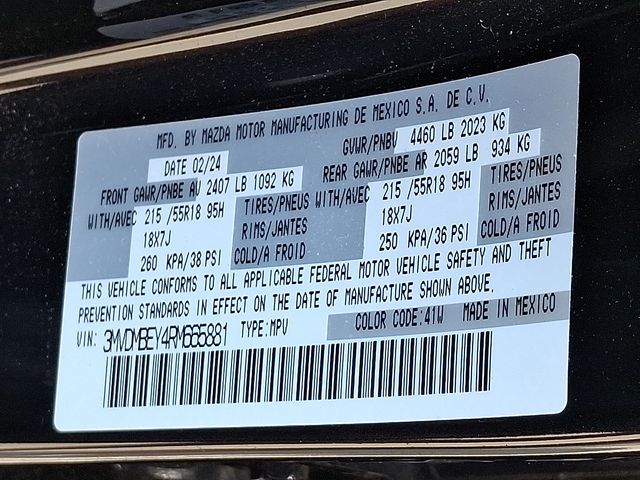 MFD. BY MAZDA MOTOR MANUFACTURING DE MEXICO S.A. DE C.V.
DATE 02/24 GVWR/PNBV 4460 LB 2023 KG
FRONT GAWR/PNBE AV 2407 LB 1092 KG REAR GAWR/PNBE AR 2059 LB 934 KG
WITH/AVEC 215 /55R18 95H TIRES/PNEUS WITH/AVEC 215 /55R18 95H TIRES/PNEUS
18X7J RIMS/JANTES 18X7J RIMS/JANTES
260 KPA/38 PSI COLD/A FROID 250 KPA/36 PSI COLD/A FROID
THIS VEHICLE CONFORMS TO ALL APPLICABLE FEDERAL MOTOR VEHICLE SAFETY AND THEFT
PREVENTION STANDARDS IN EFFECT ON THE DATE OF MANUFACTURE SHOWN ABOVE.
VIN: 3MVDMBEY4RM665881 TYPE:MPV COLOR CODE:41W MADE IN MEXICO